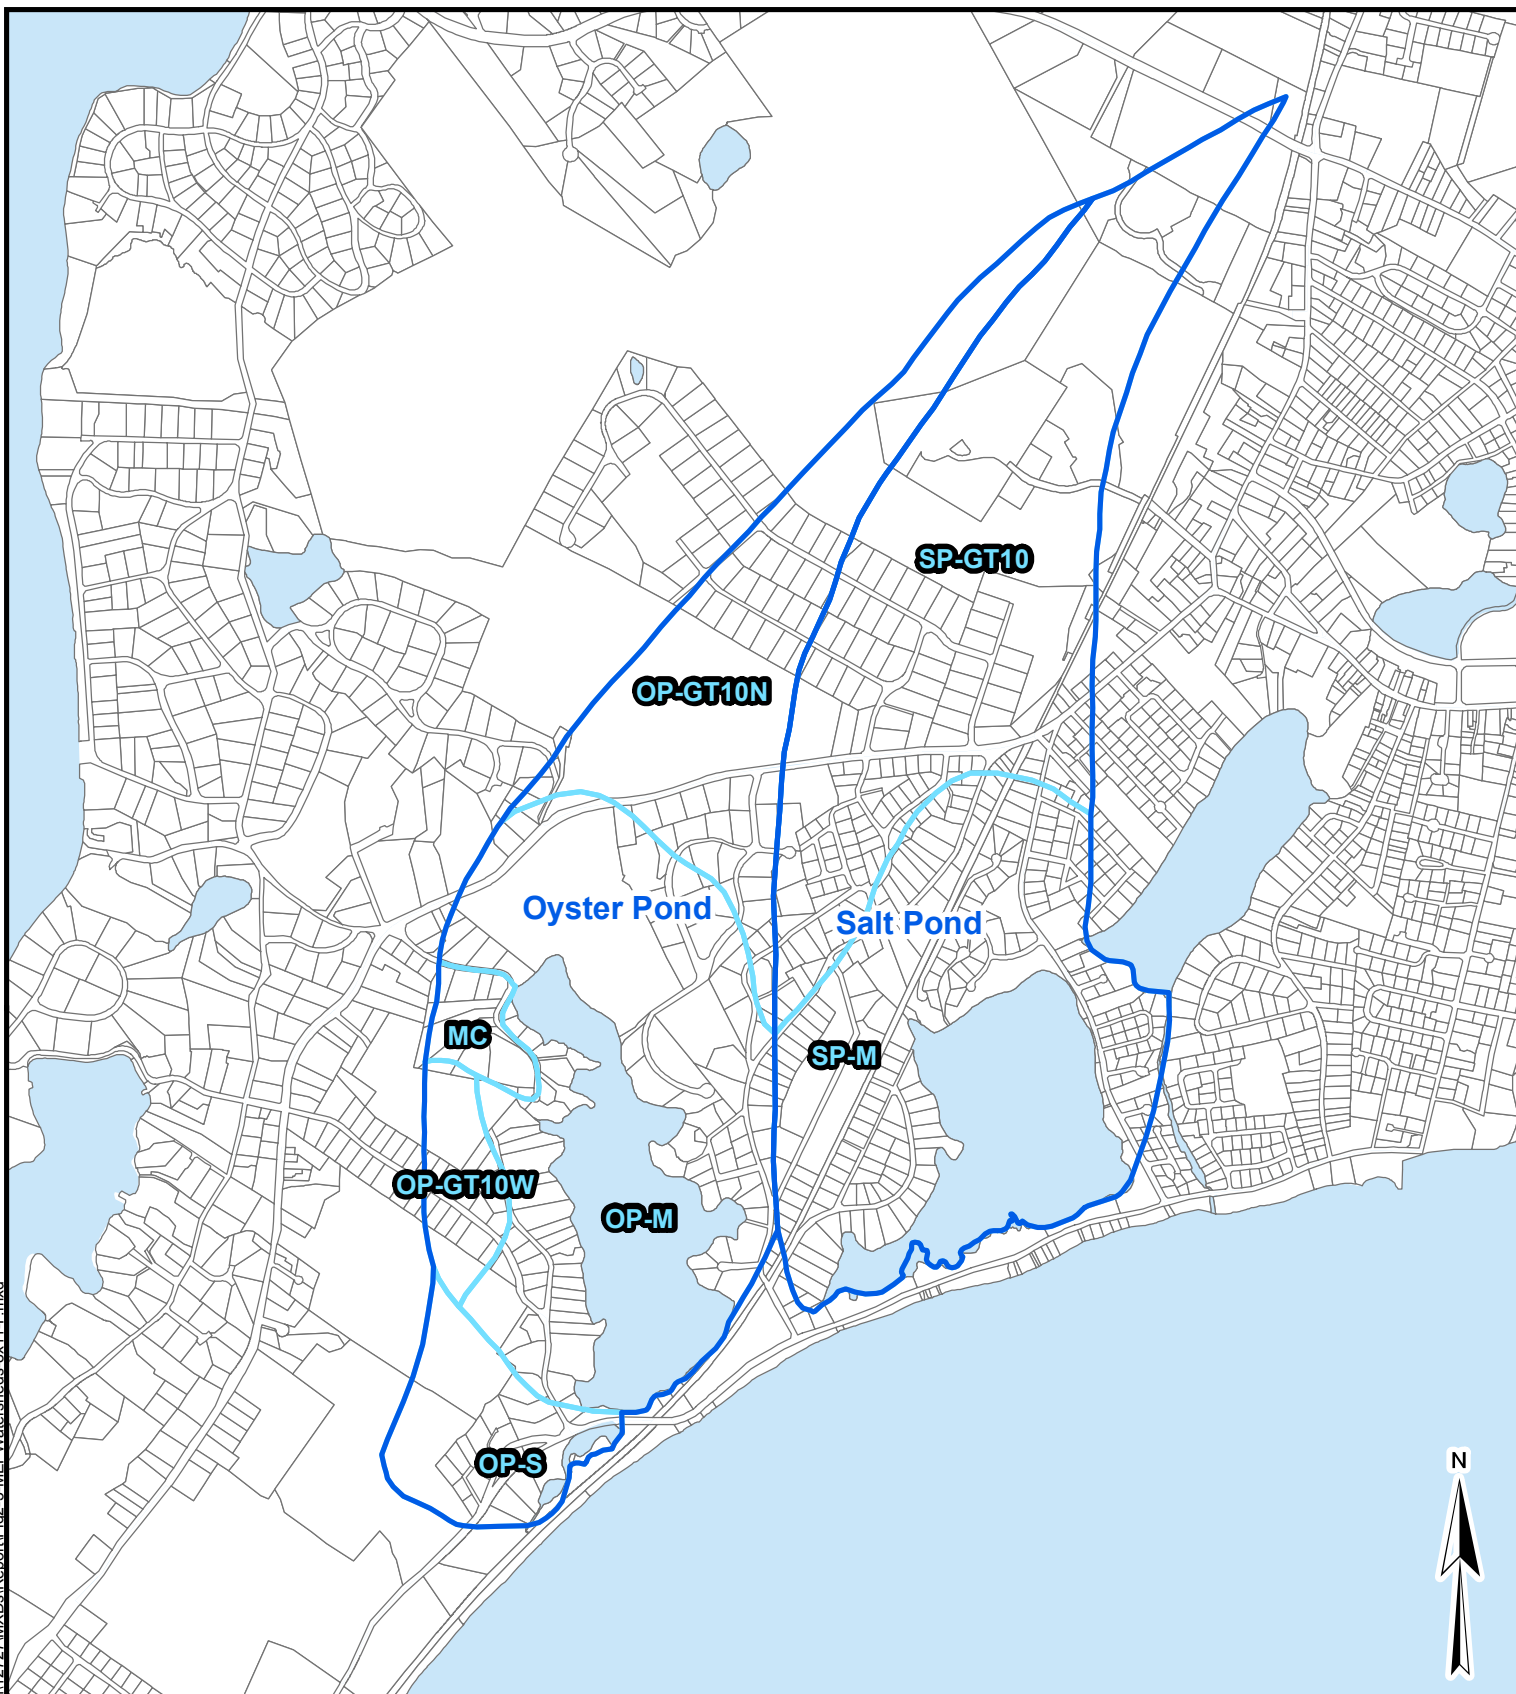 SP-GT10
OP-GT10N
Oyster Pond
Salt Pond
MC
SP-M
OP-GT10W
OP-M
OP-S
N